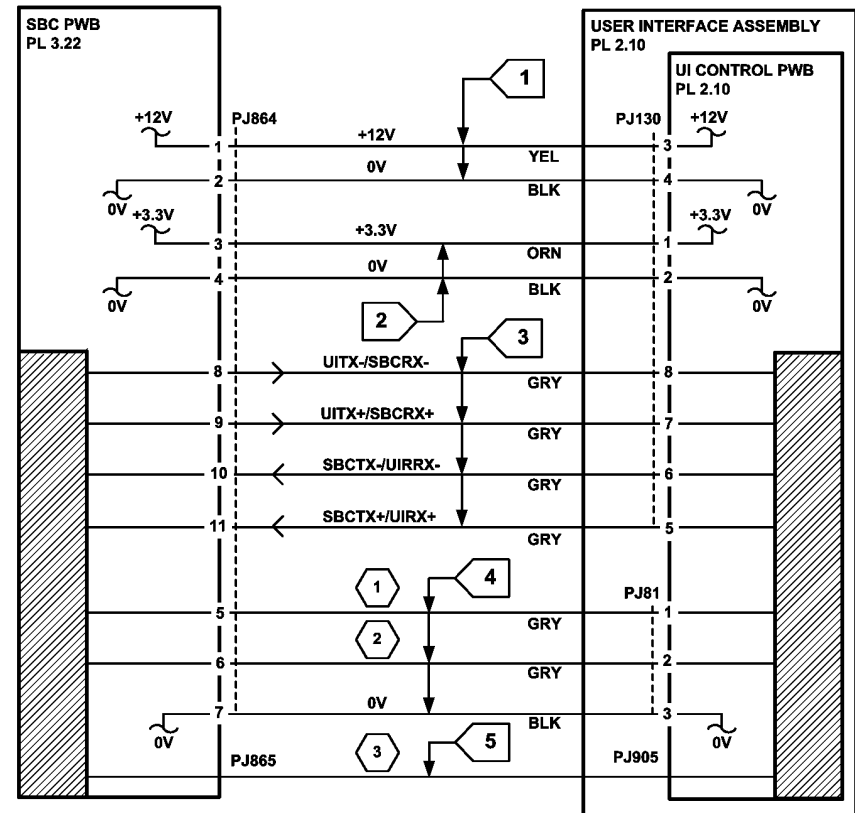 SBC PWB
PL 3.22
USER INTERFACE ASSEMBLY
PL 2.10
UI CONTROL PWB
PL 2.10
1
+12V PJ864 +12V PJ130 +12V
1 YEL 3
0V
2 BLK 4
0V 0V
+3.3V +3.3V +3.3V
3 ORN 1
0V
4 BLK 2
0V 0V
2
3
UITX-/SBCRX-
8 GRY 8
UITX+/SBCRX+
9 GRY 7
SBCTX-/UIRRX-
10 GRY 6
SBCTX+/UIRX+
11 GRY 5
1 4
PJ81
5 GRY 1
2
6 GRY 2
0V
7 BLK 3
0V 0V
PJ865 3 5 PJ905